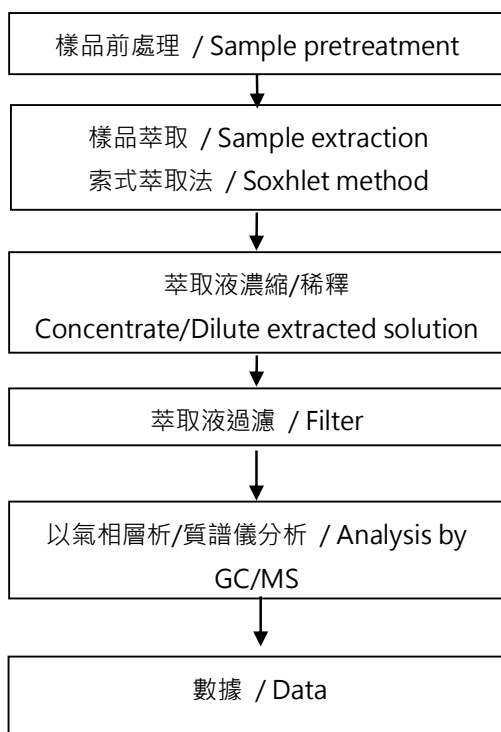 樣品前處理 / Sample pretreatment
樣品萃取 / Sample extraction
索式萃取法 / Soxhlet method
萃取液濃縮/稀釋
Concentrate/Dilute extracted solution
萃取液過濾 / Filter
以氣相層析/質譜儀分析 / Analysis by
GC/MS
數據 / Data